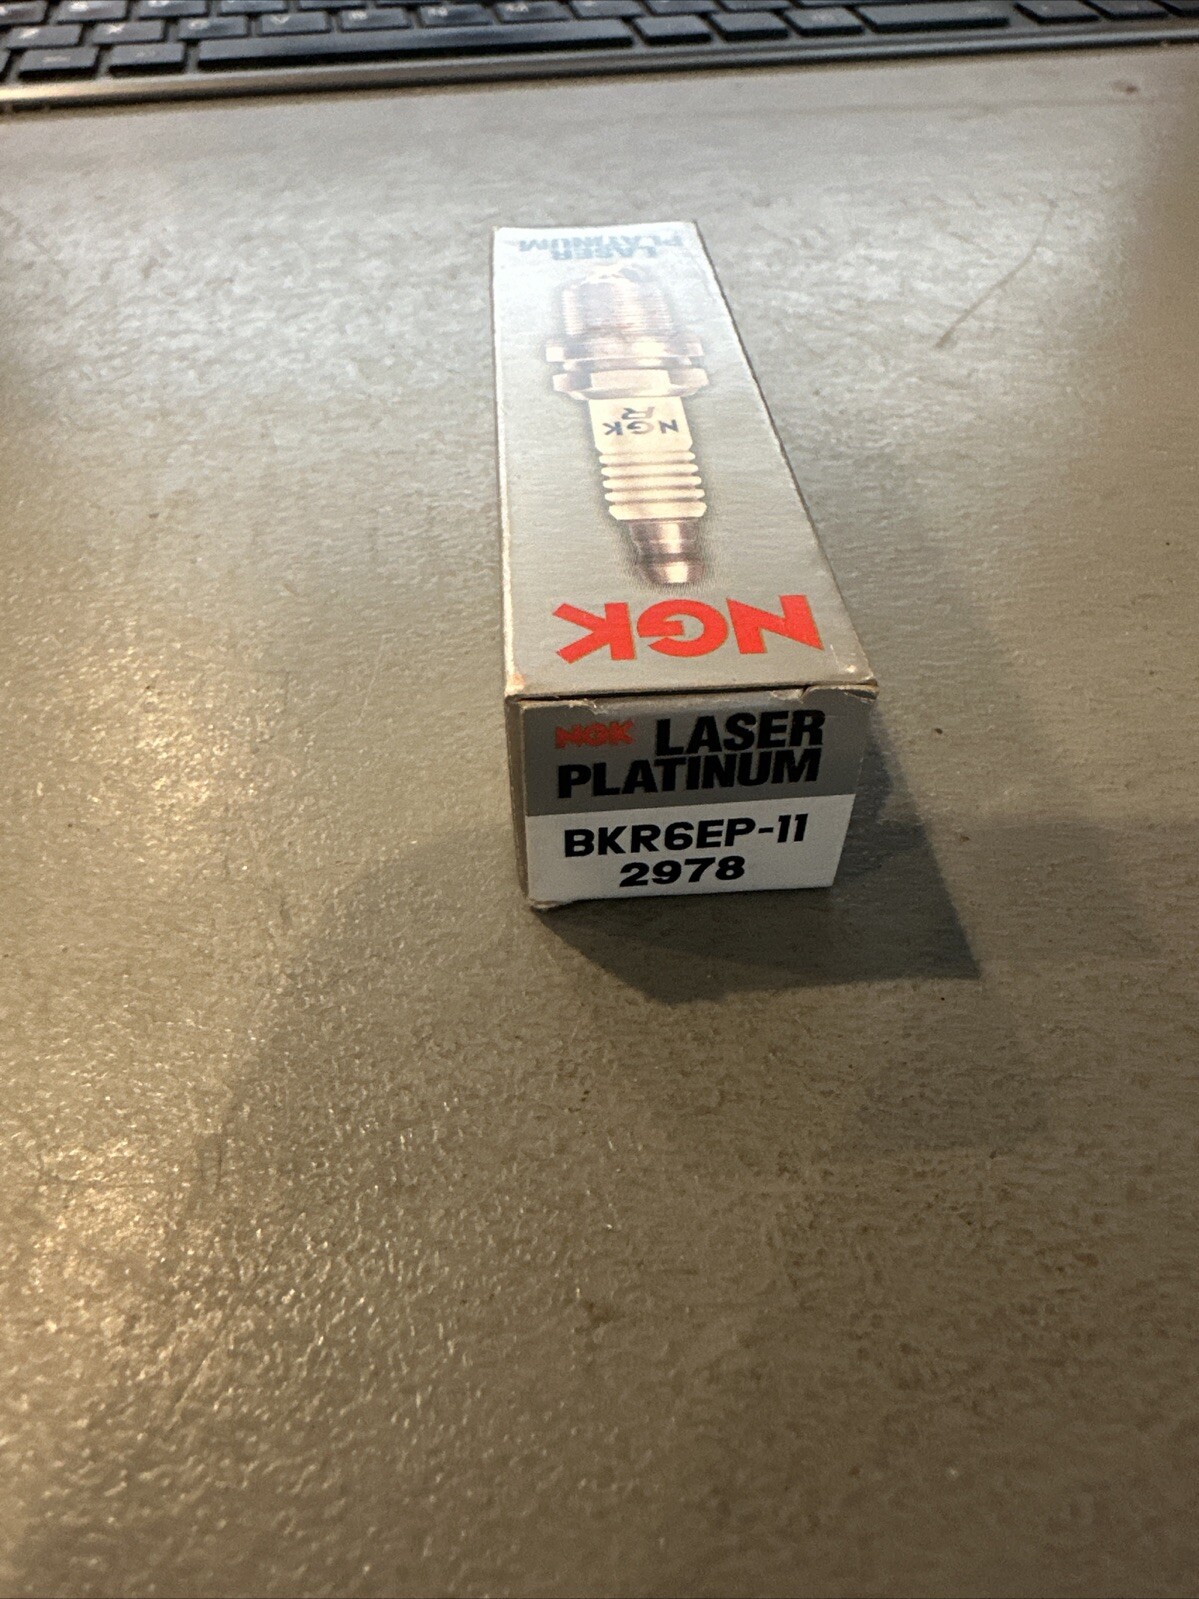 LASER
PLATINUM
NGK
R
NGK
NGK LASER
PLATINUM
BKR6EP-11
2978